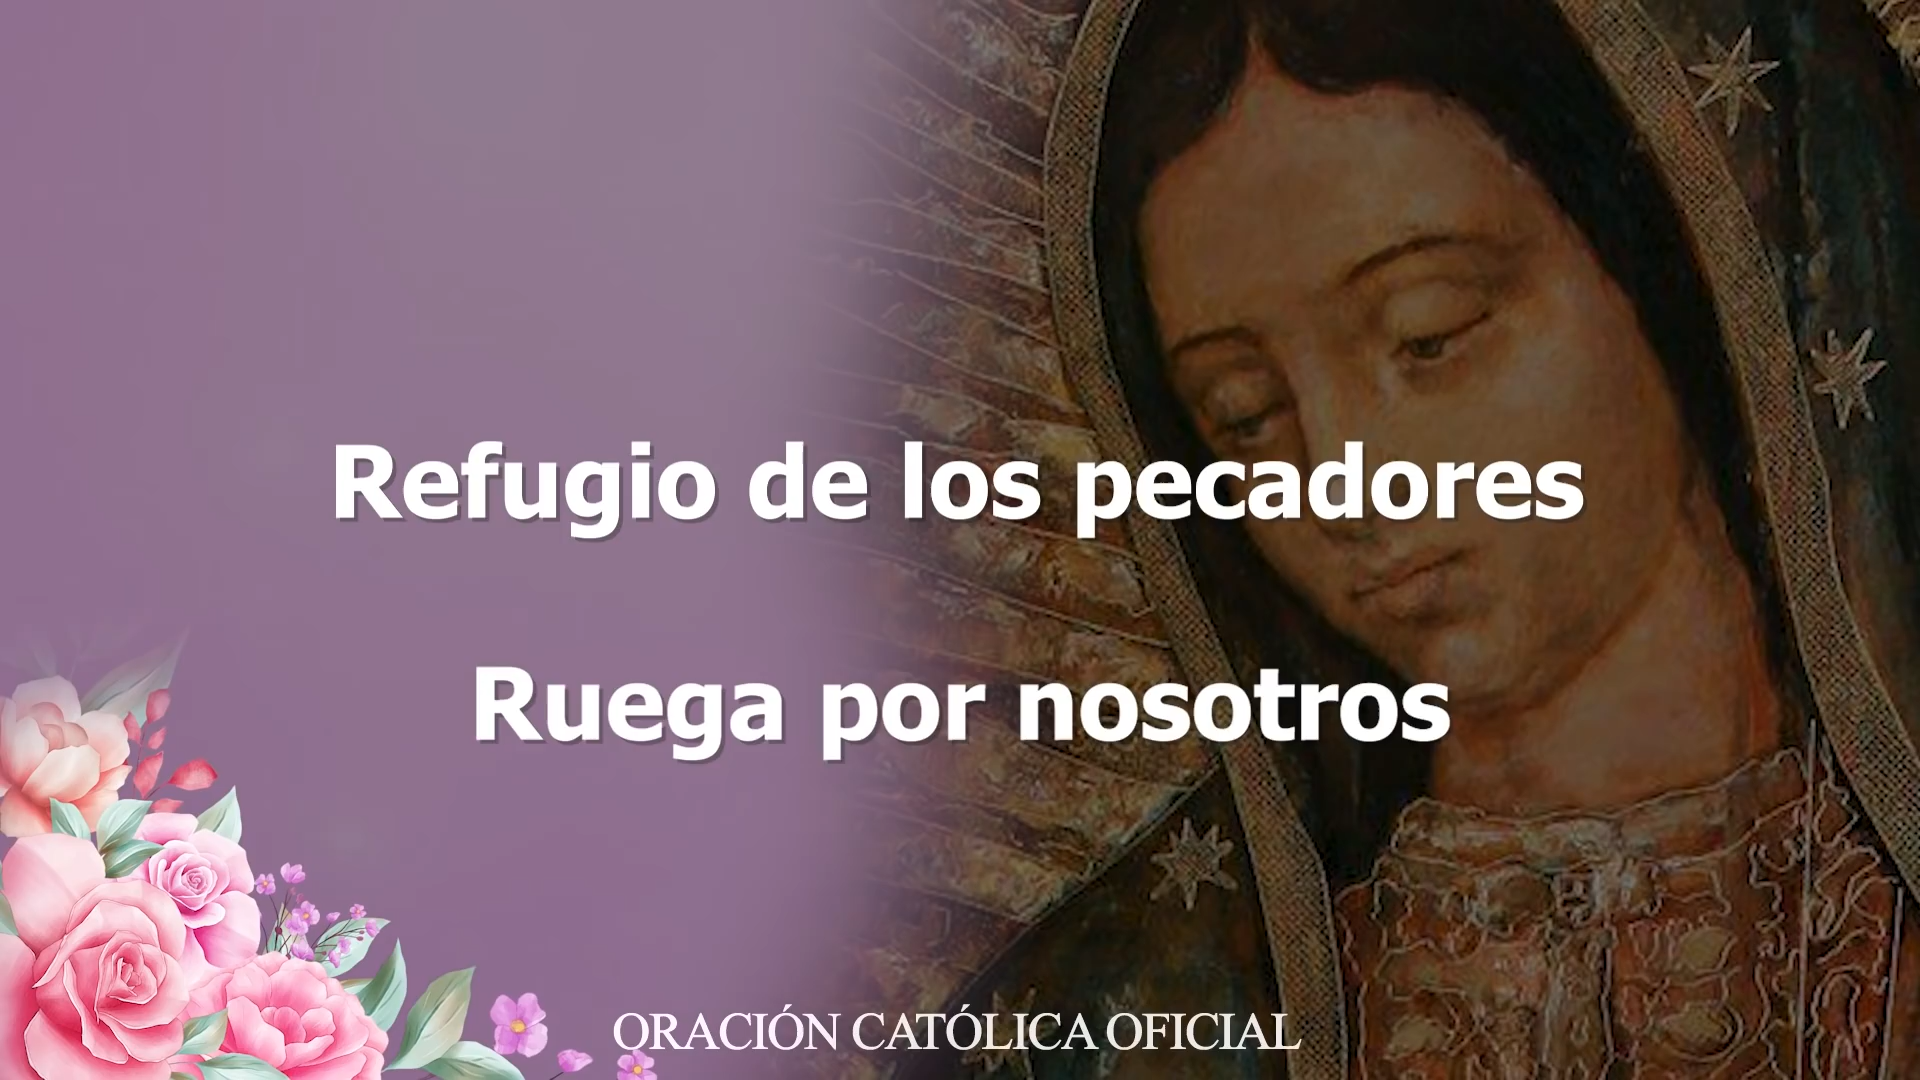 Refugio de los pecadores
Ruega por nosotros
ORACIÓN CATÓLICA OFICIAL